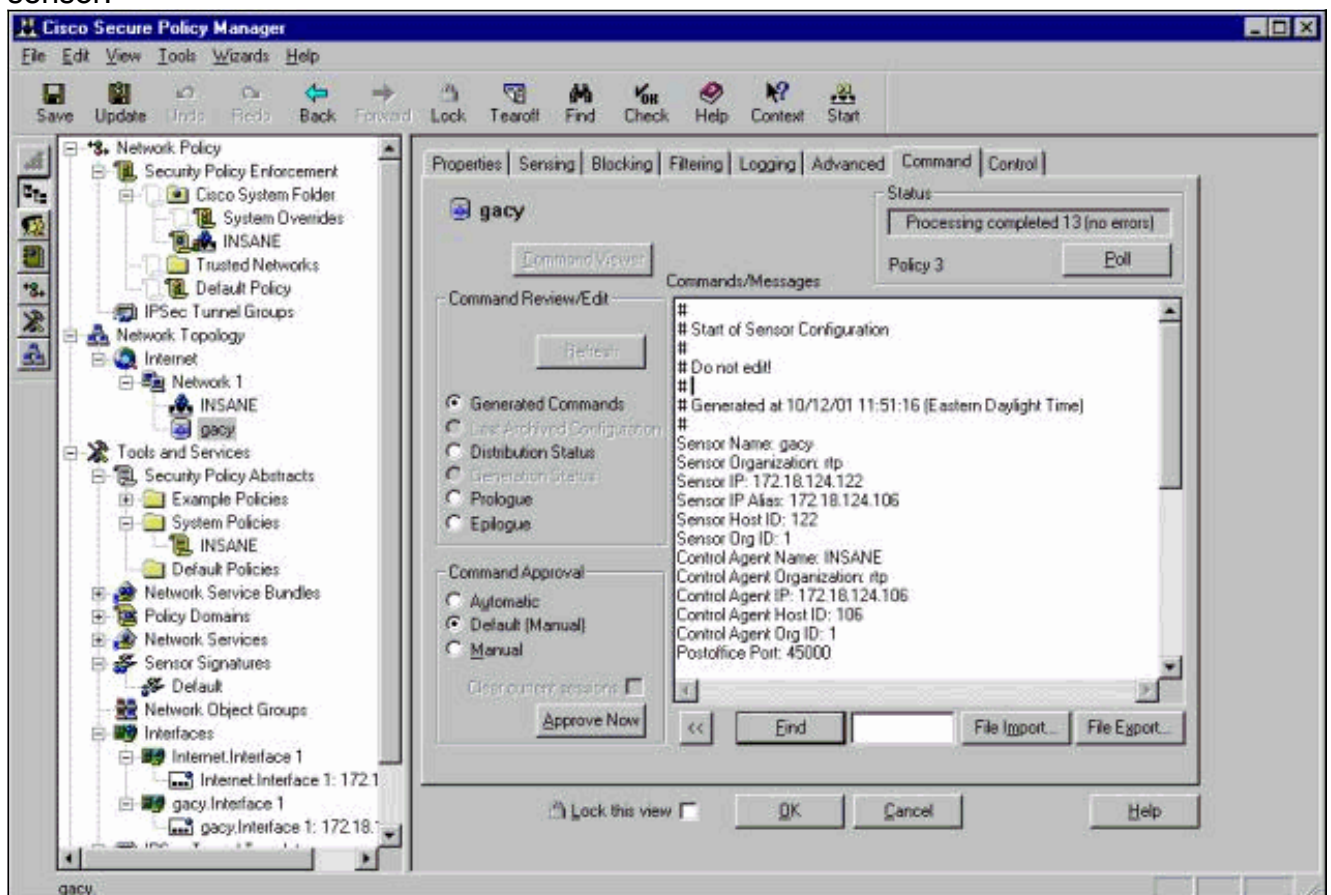 sensor.
Cisco Secure Policy Manager
File Edit View Tools Wizards Help
Save Update Undo Redo Back Forward Lock Tearoff Find Check Help Context Start
Network Policy
Security Policy Enforcement
Cisco System Folder
System Overrides
INSANE
Trusted Networks
Default Policy
IPSec Tunnel Groups
Network Topology
Internet
Network 1
INSANE
gacy
Tools and Services
Security Policy Abstracts
Example Policies
System Policies
INSANE
Default Policies
Network Service Bundles
Policy Domains
Network Services
Sensor Signatures
Default
Network Object Groups
Interfaces
Internet.Interface 1
Internet.Interface 1: 172.1
gacy.Interface 1
gacy.Interface 1: 172.18.
Properties Sensing Blocking Filtering Logging Advanced Command Control
gacy
Command Viewer
Status
Processing completed 13 (no errors)
Policy 3
Poll
Command Review/Edit
Refresh
Generated Commands
Last Archived Configuration
Distribution Status
Generation Status
Prologue
Epilogue
Command Approval
Automatic
Default (Manual)
Manual
Clear current sessions
Approve Now
Commands/Messages
#
# Start of Sensor Configuration
#
# Do not edit!
#
# Generated at 10/12/01 11:51:16 (Eastern Daylight Time)
#
Sensor Name: gacy
Sensor Organization: rtp
Sensor IP: 172.18.124.122
Sensor IP Alias: 172.18.124.106
Sensor Host ID: 122
Sensor Org ID: 1
Control Agent Name: INSANE
Control Agent Organization: rtp
Control Agent IP: 172.18.124.106
Control Agent Host ID: 106
Control Agent Org ID: 1
Postoffice Port: 45000
<< Find File Import... File Export...
Lock this view OK Cancel Help
gacy.